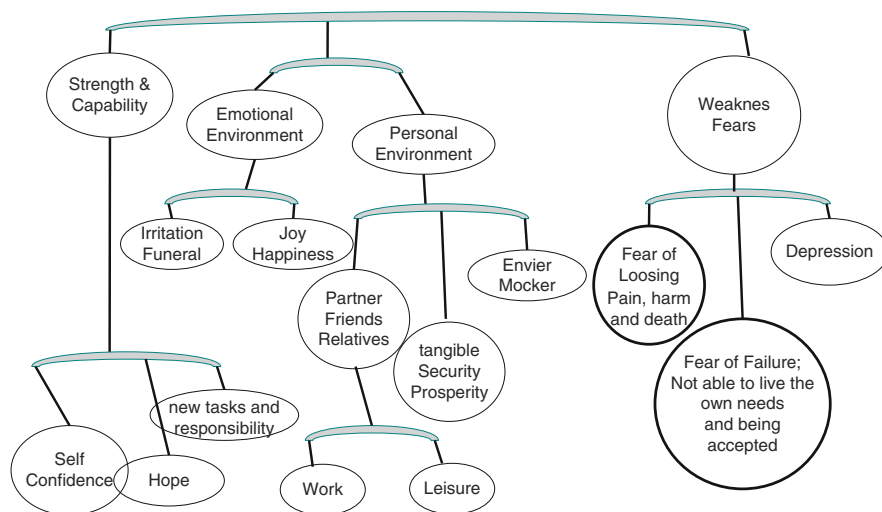 Strength &
Capability
Emotional
Environment
Personal
Environment
Weaknes
Fears
Irritation
Funeral
Joy
Happiness
Envier
Mocker
Fear of
Loosing
Pain, harm
and death
Depression
Partner
Friends
Relatives
tangible
Security
Prosperity
Fear of Failure;
Not able to live the
own needs
and being
accepted
new tasks and
responsibility
Self
Confidence
Hope
Work
Leisure